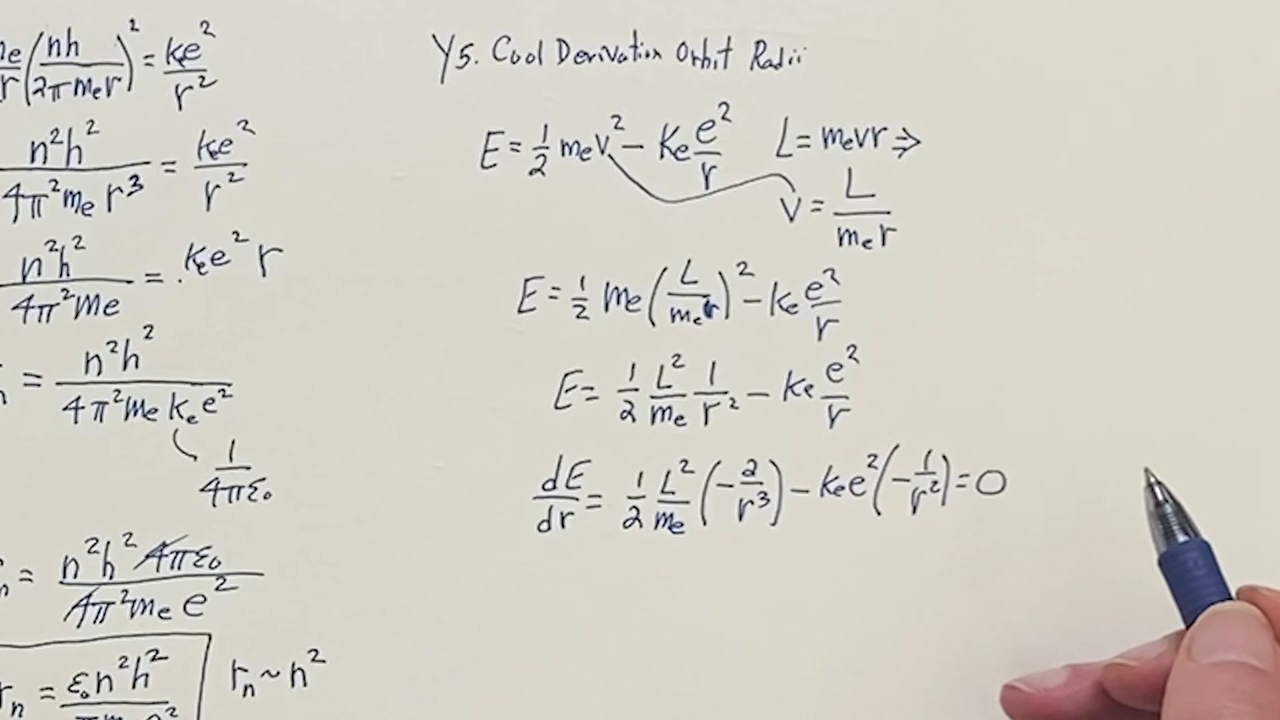 me/r (nh/2πmer)² = ke²/r²
n²h²/4π²me r³ = kee²/r²
n²h²/4π²me = kee² r
n = n²h²/4π²me kee²
1/4πε₀
n = n²h² 4πε₀/4π²me e²
rn = ε₀n²h²/πm e² rn ~ n²
Y5. Cool Derivation Orbit Radii
E = 1/2 mev² − ke e²/r L = mevr ⇒
v = L/mer
E = 1/2 me (L/mer)² − ke e²/r
E = 1/2 L²/me 1/r² − ke e²/r
dE/dr = 1/2 L²/me (−2/r³) − kee² (−1/r²) = 0